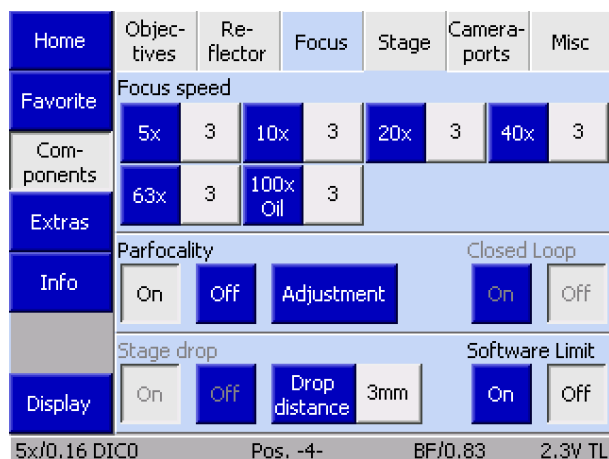 Home
Objec-
tives
Re-
flector
Focus
Stage
Camera-
ports
Misc
Favorite
Com-
ponents
Extras
Info
Display
Focus speed
5x 3 10x 3 20x 3 40x 3
63x 3 100x
Oil 3
Parfocality Closed Loop
On Off Adjustment On Off
Stage drop Software Limit
On Off Drop
distance 3mm On Off
5x/0.16 DIC0 Pos. -4- BF/0.83 2.3V TL